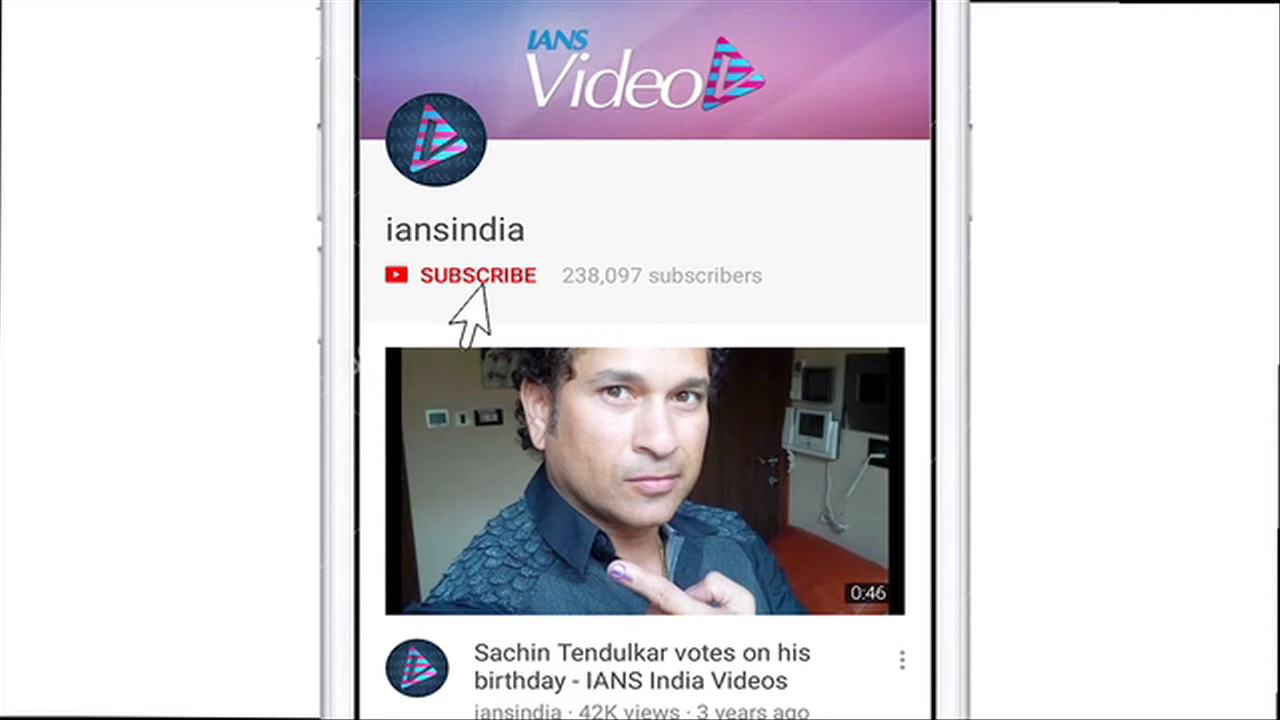 IANS
Video
iansindia
SUBSCRIBE 238,097 subscribers
0:46
Sachin Tendulkar votes on his
birthday - IANS India Videos
iansindia · 42K views · 3 years ago